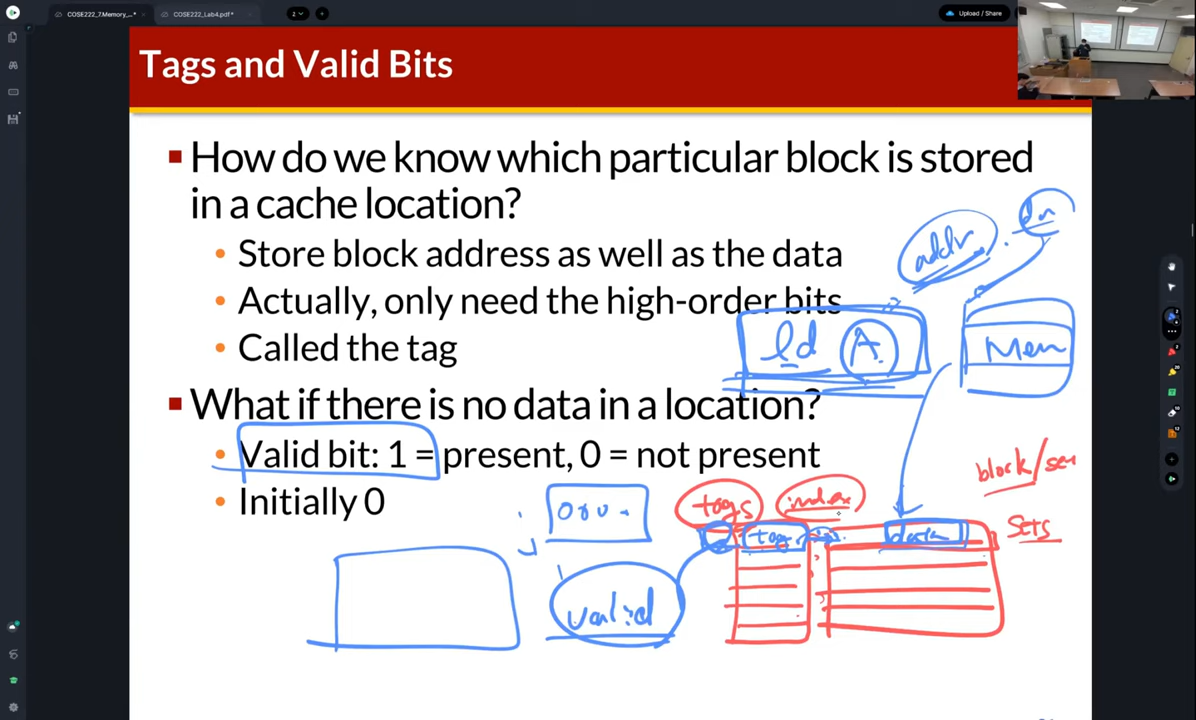 COSE222_7.Memory_...*
COSE222_Lab4.pdf*
2
Upload / Share
Tags and Valid Bits
▪ How do we know which particular block is stored
in a cache location?
• Store block address as well as the data
• Actually, only need the high-order bits
• Called the tag
addr.
ld A
Mem
▪ What if there is no data in a location?
• Valid bit: 1 = present, 0 = not present
• Initially 0
block/set
tags
index
Sets
tag
data
valid